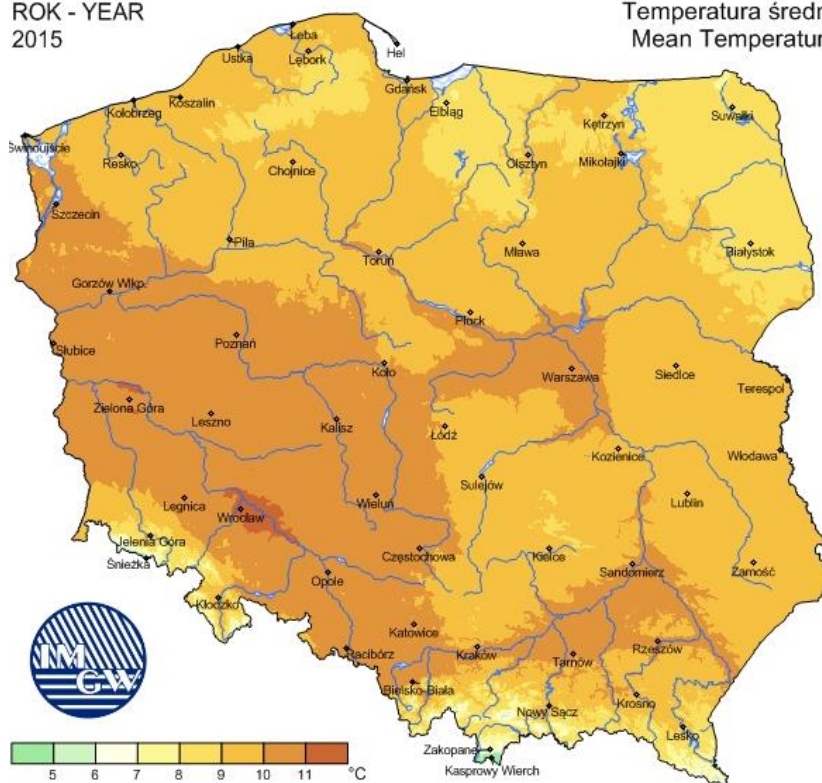 ROK - YEAR
2015
Temperatura średn
Mean Temperatur
Łeba
Hel
Ustka
Lębork
Gdańsk
Koszalin
Kołobrzeg
Elbląg
Kętrzyn
Suwałki
Świnoujście
Resko
Chojnice
Olsztyn
Mikołajki
Szczecin
Piła
Toruń
Mława
Białystok
Gorzów Wlkp.
Płock
Słubice
Poznań
Koło
Warszawa
Siedlce
Terespol
Zielona Góra
Leszno
Kalisz
Łódź
Kozienice
Włodawa
Sulejów
Legnica
Wrocław
Wieluń
Lublin
Jelenia Góra
Śnieżka
Częstochowa
Kielce
Sandomierz
Zamość
Opole
Kłodzko
Katowice
Racibórz
Kraków
Tarnów
Rzeszów
Bielsko-Biała
Nowy Sącz
Krosno
Lesko
Zakopane
Kasprowy Wierch
IM
GW
5 6 7 8 9 10 11 °C